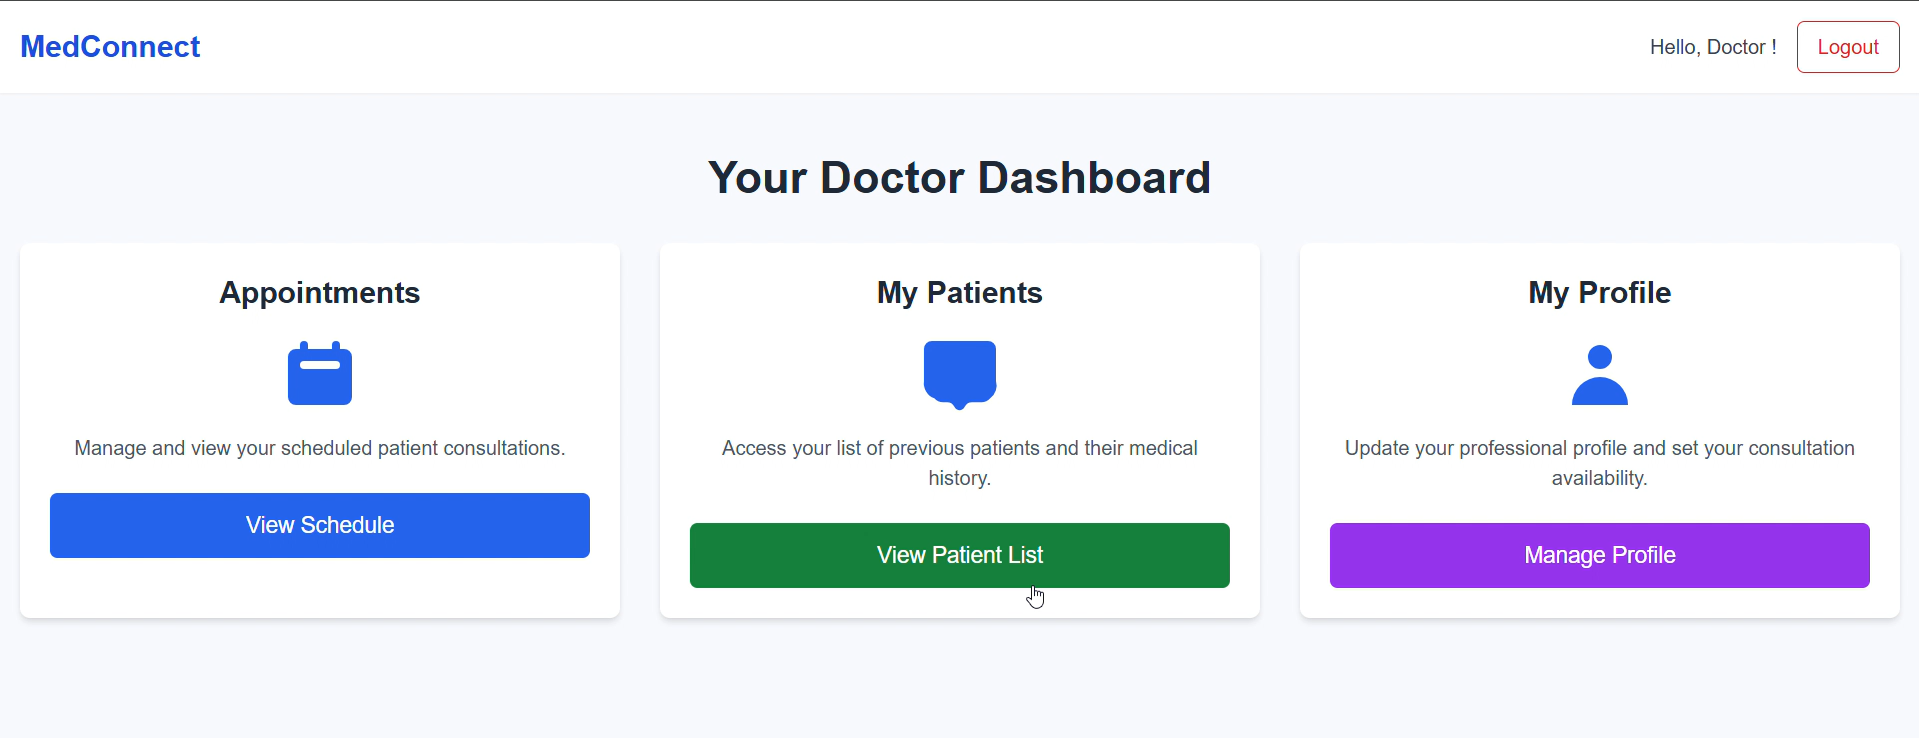 MedConnect
Hello, Doctor !
Logout
Your Doctor Dashboard
Appointments
Manage and view your scheduled patient consultations.
View Schedule
My Patients
Access your list of previous patients and their medical
history.
View Patient List
My Profile
Update your professional profile and set your consultation
availability.
Manage Profile